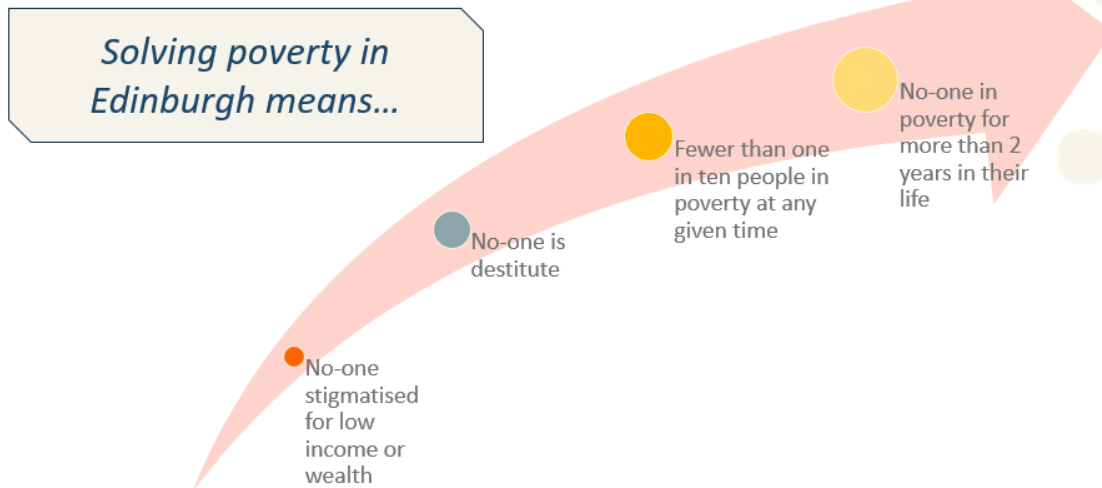 Solving poverty in
Edinburgh means...
No-one
stigmatised
for low
income or
wealth
No-one is
destitute
Fewer than one
in ten people in
poverty at any
given time
No-one in
poverty for
more than 2
years in their
life